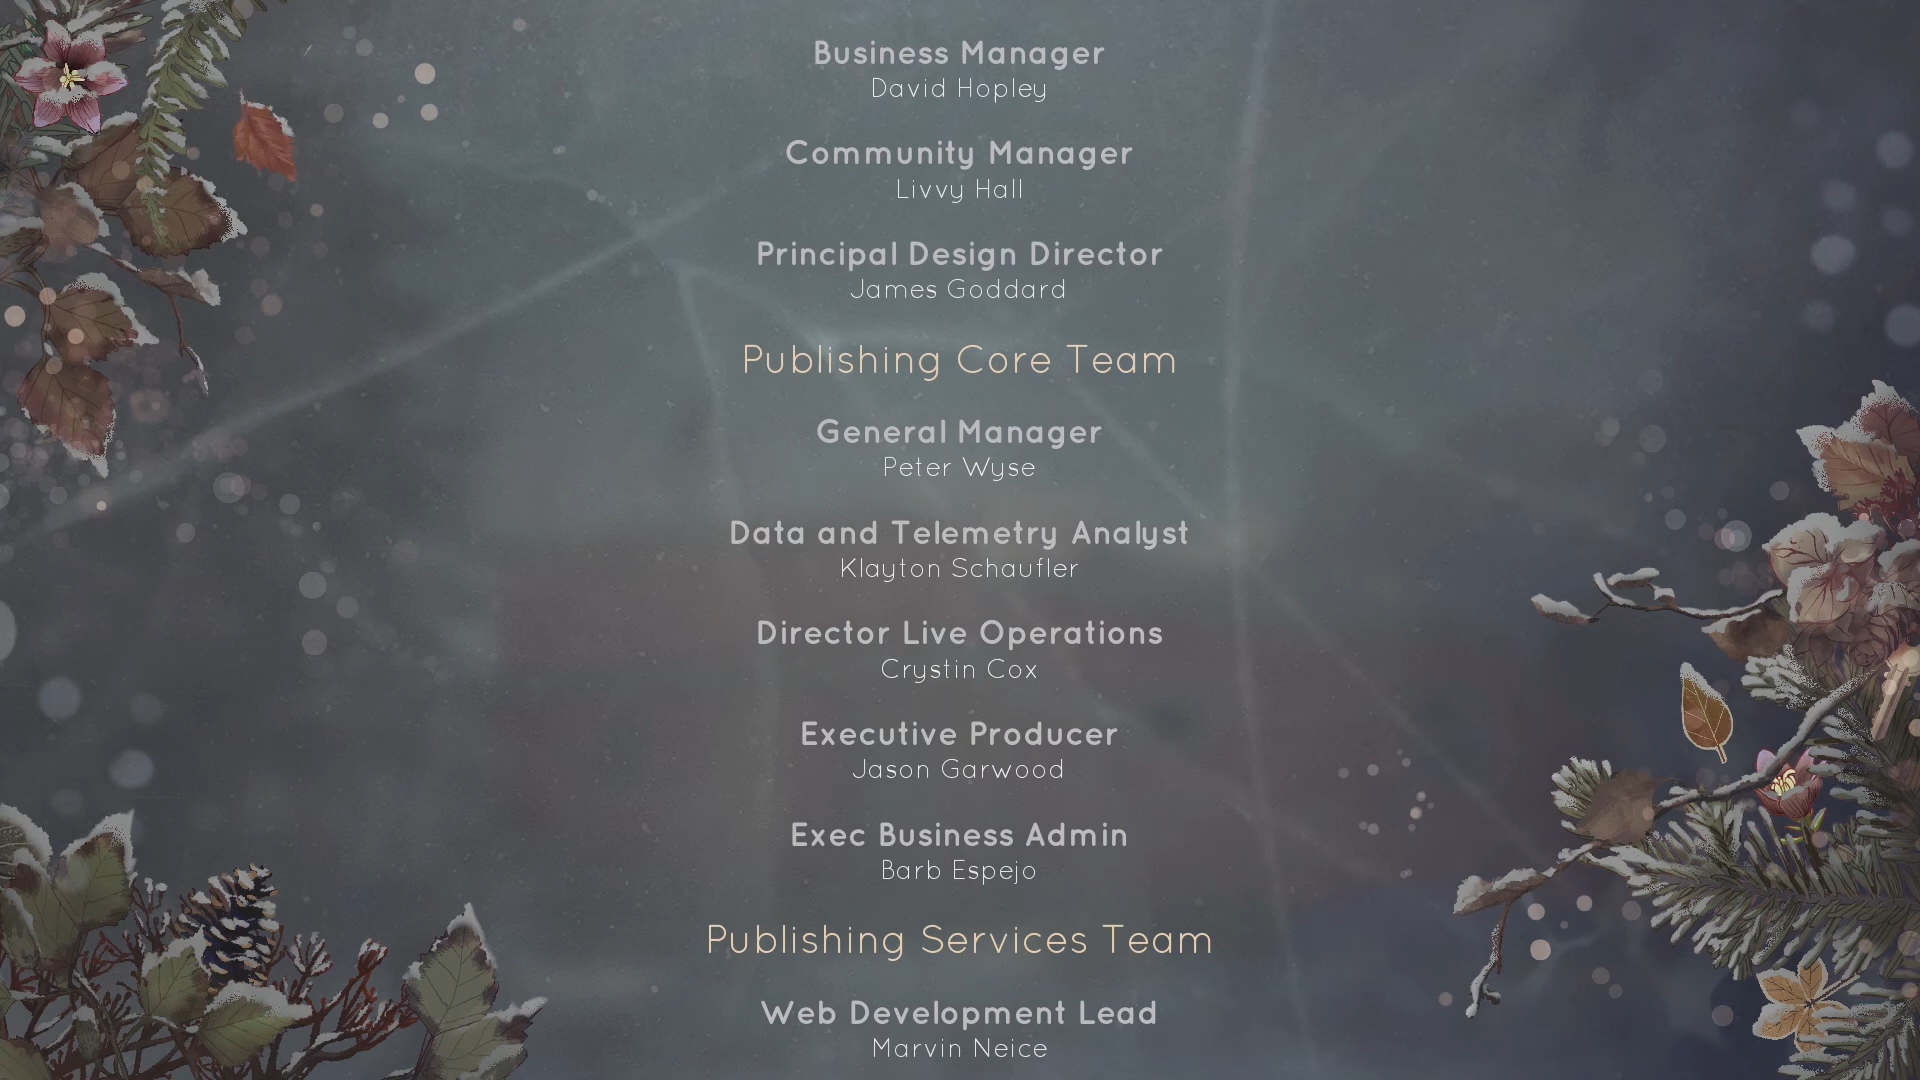 Business Manager
David Hopley
Community Manager
Livvy Hall
Principal Design Director
James Goddard
Publishing Core Team
General Manager
Peter Wyse
Data and Telemetry Analyst
Klayton Schaufler
Director Live Operations
Crystin Cox
Executive Producer
Jason Garwood
Exec Business Admin
Barb Espejo
Publishing Services Team
Web Development Lead
Marvin Neice